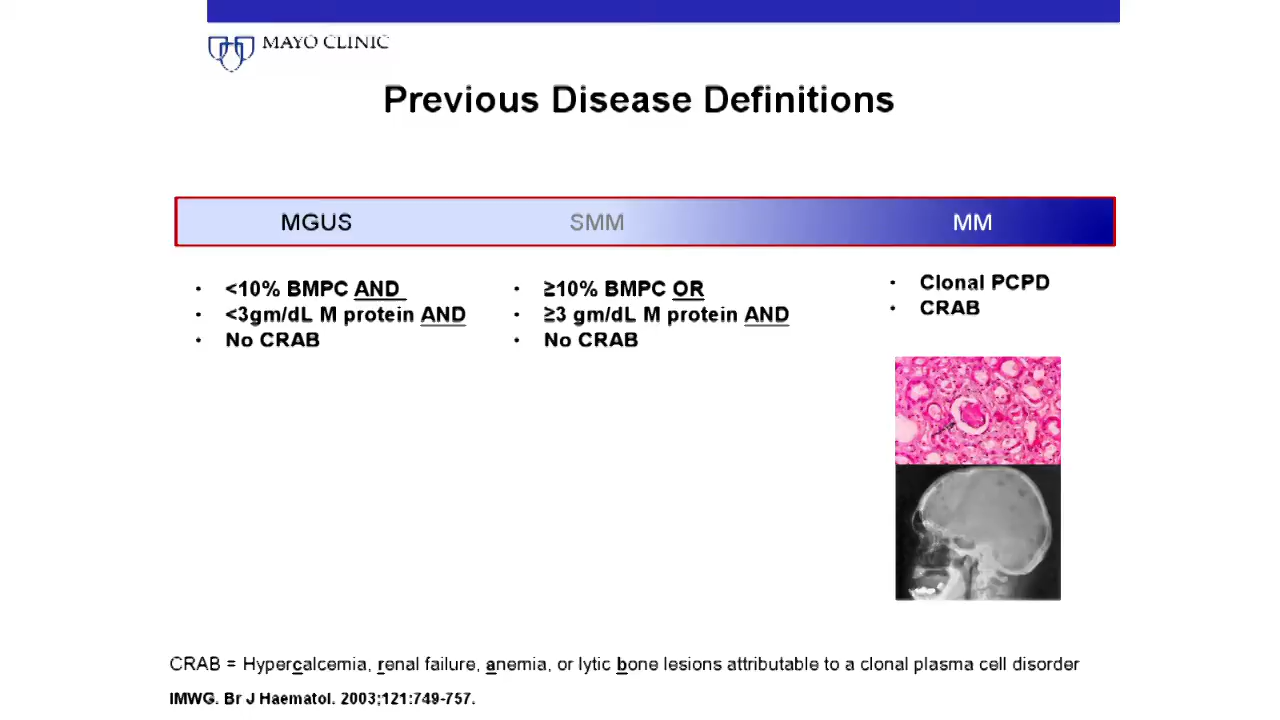 MAYO CLINIC
Previous Disease Definitions
MGUS
SMM
MM
• <10% BMPC AND
• <3gm/dL M protein AND
• No CRAB
• ≥10% BMPC OR
• ≥3 gm/dL M protein AND
• No CRAB
• Clonal PCPD
• CRAB
CRAB = Hypercalcemia, renal failure, anemia, or lytic bone lesions attributable to a clonal plasma cell disorder
IMWG. Br J Haematol. 2003;121:749-757.